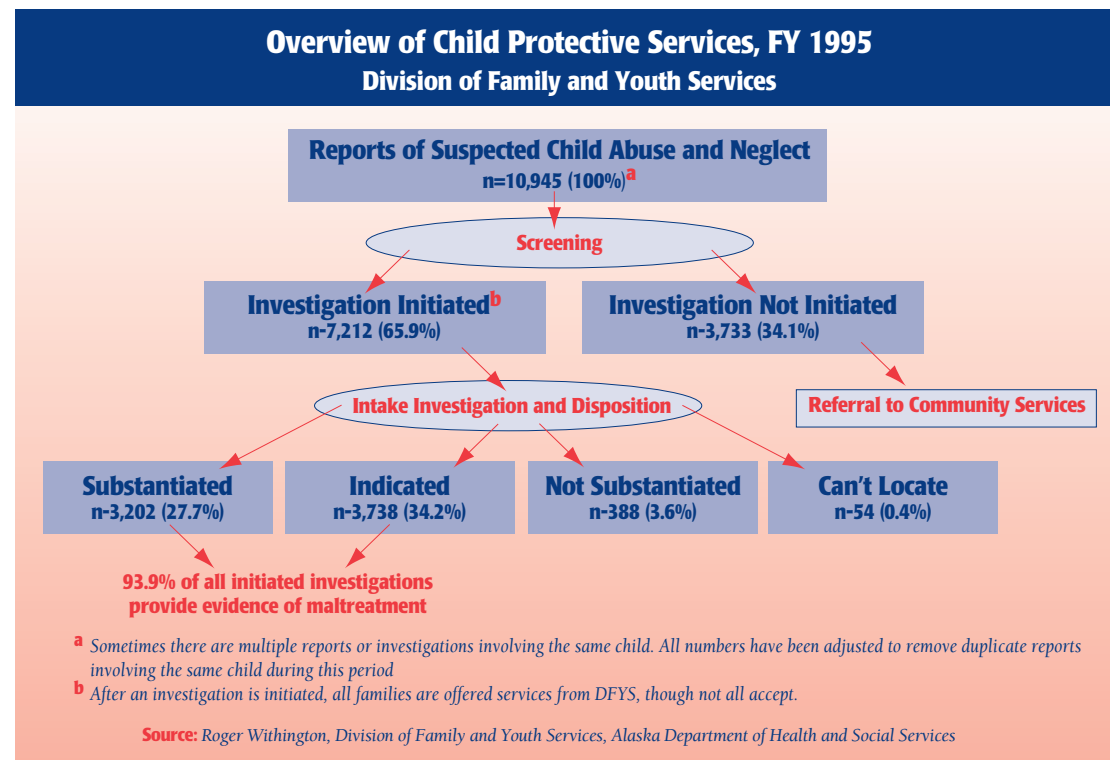 Overview of Child Protective Services, FY 1995
Division of Family and Youth Services
Reports of Suspected Child Abuse and Neglect
n=10,945 (100%)a
Screening
Investigation Initiatedb
n-7,212 (65.9%)
Investigation Not Initiated
n-3,733 (34.1%)
Intake Investigation and Disposition
Referral to Community Services
Substantiated
n-3,202 (27.7%)
Indicated
n-3,738 (34.2%)
Not Substantiated
n-388 (3.6%)
Can't Locate
n-54 (0.4%)
93.9% of all initiated investigations
provide evidence of maltreatment
a Sometimes there are multiple reports or investigations involving the same child. All numbers have been adjusted to remove duplicate reports
involving the same child during this period
b After an investigation is initiated, all families are offered services from DFYS, though not all accept.
Source: Roger Withington, Division of Family and Youth Services, Alaska Department of Health and Social Services